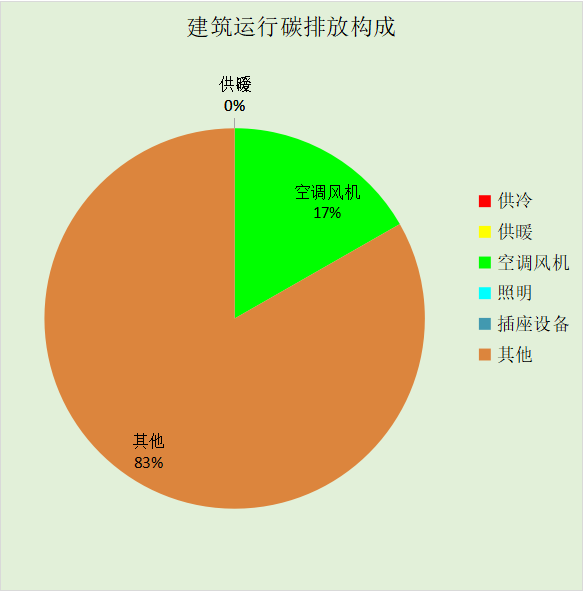 建筑运行碳排放构成
供暖
0%
空调风机
17%
其他
83%
供冷
供暖
空调风机
照明
插座设备
其他